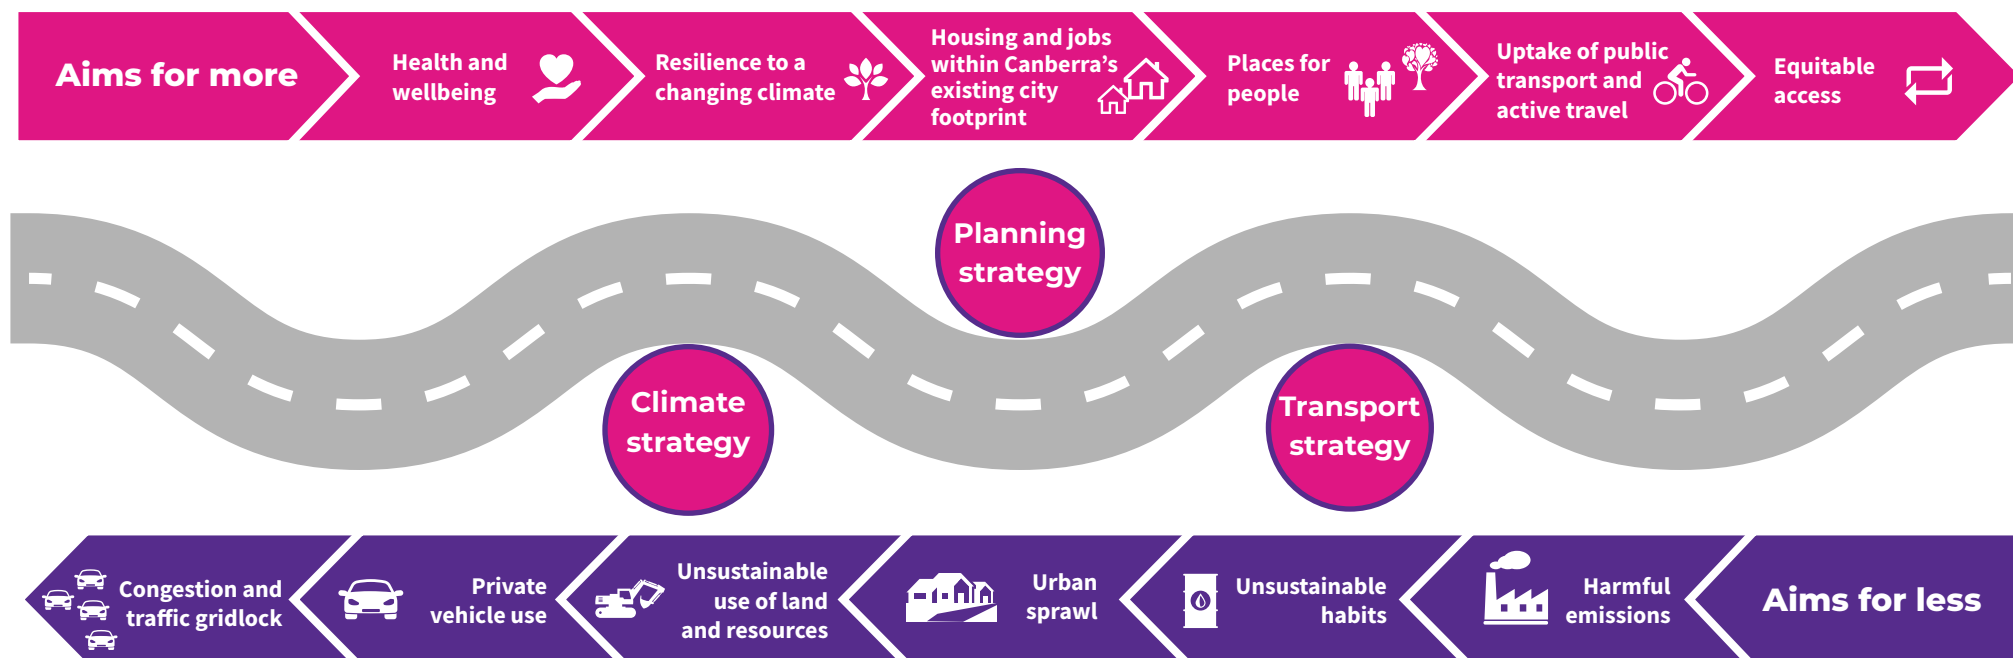 Aims for more
Health and
wellbeing
Resilience to a
changing climate
Housing and jobs
within Canberra's
existing city
footprint
Places for
people
Uptake of public
transport and
active travel
Equitable
access
Planning
strategy
Climate
strategy
Transport
strategy
Congestion and
traffic gridlock
Private
vehicle use
Unsustainable
use of land
and resources
Urban
sprawl
Unsustainable
habits
Harmful
emissions
Aims for less